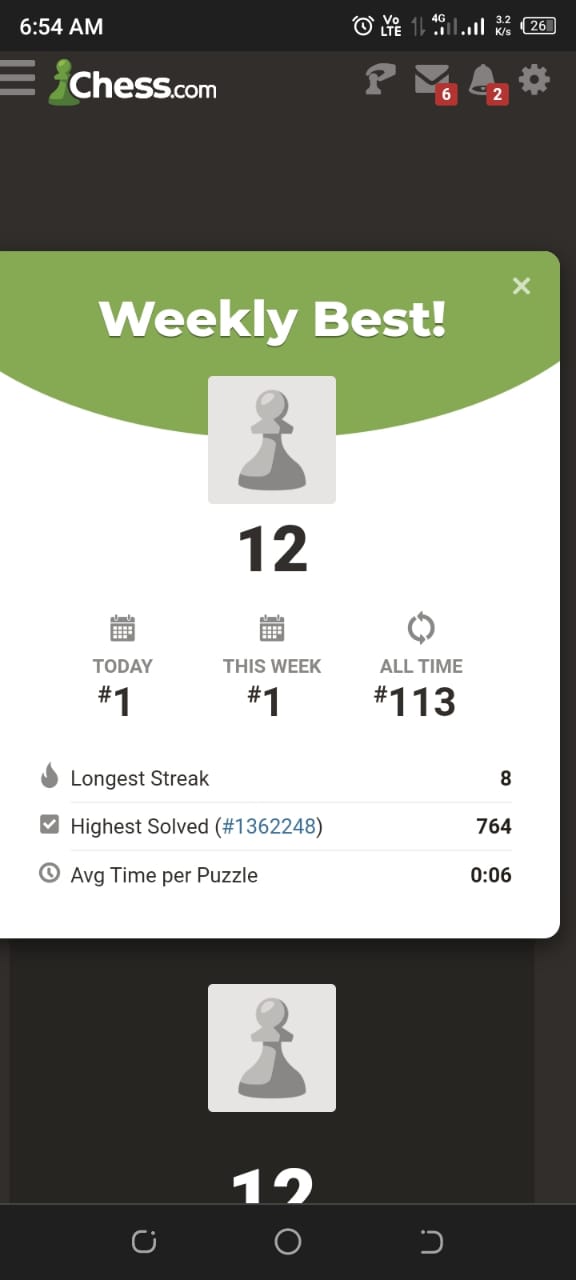 6:54 AM
Vo LTE 4G 3.2 K/s 26
Chess.com
6 2
Weekly Best!
12
TODAY THIS WEEK ALL TIME
#1 #1 #113
Longest Streak 8
Highest Solved (#1362248) 764
Avg Time per Puzzle 0:06
12